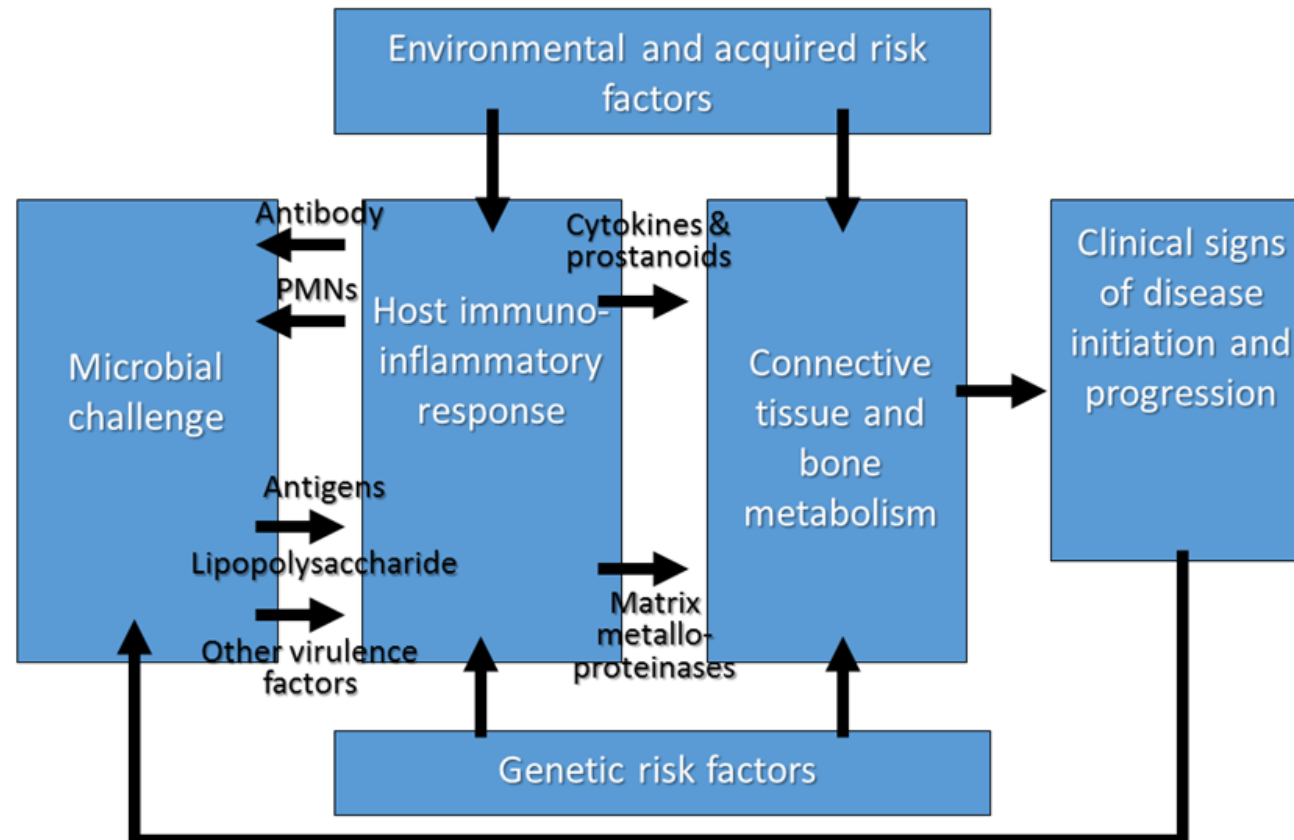 Environmental and acquired risk
factors
Microbial
challenge
Antibody
PMNs
Antigens
Lipopolysaccharide
Other virulence
factors
Host immuno-
inflammatory
response
Cytokines &
prostanoids
Matrix
metallo-
proteinases
Connective
tissue and
bone
metabolism
Clinical signs
of disease
initiation and
progression
Genetic risk factors